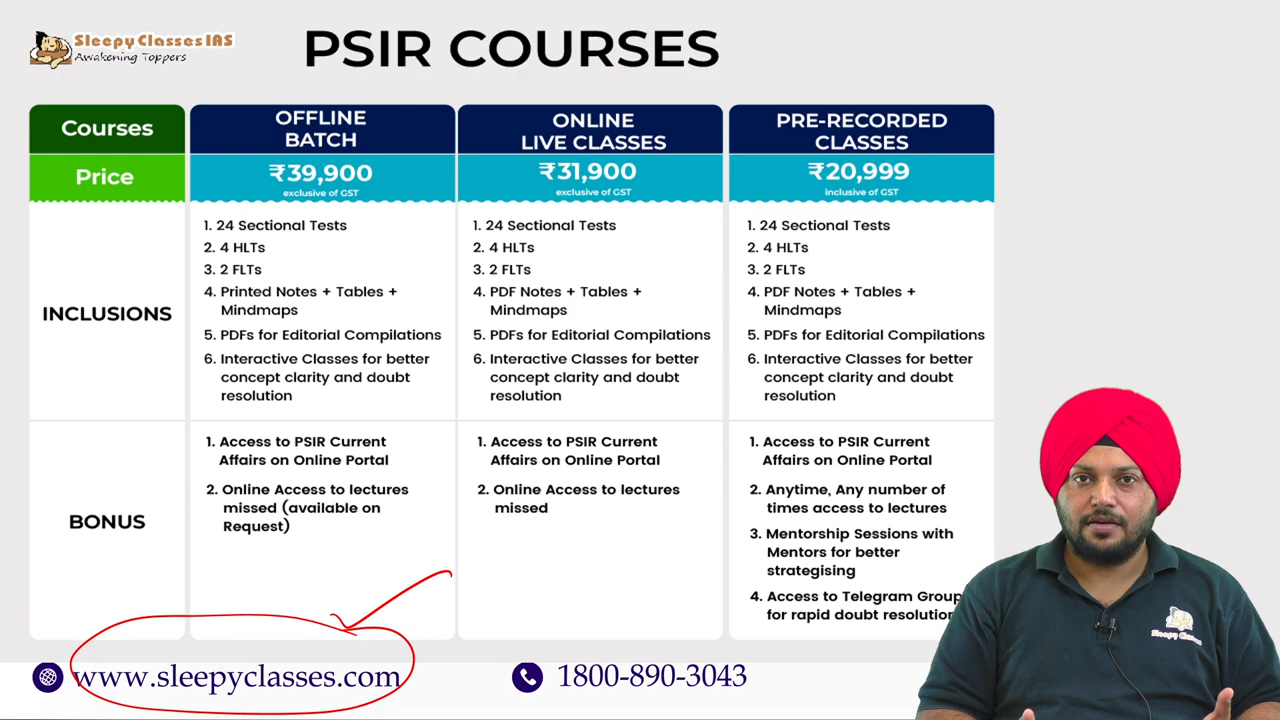 Sleepy Classes IAS
Awakening Toppers
PSIR COURSES
Courses
OFFLINE
BATCH
ONLINE
LIVE CLASSES
PRE-RECORDED
CLASSES
Price
₹39,900
exclusive of GST
₹31,900
exclusive of GST
₹20,999
inclusive of GST
INCLUSIONS
1. 24 Sectional Tests
2. 4 HLTs
3. 2 FLTs
4. Printed Notes + Tables +
Mindmaps
5. PDFs for Editorial Compilations
6. Interactive Classes for better
concept clarity and doubt
resolution
1. 24 Sectional Tests
2. 4 HLTs
3. 2 FLTs
4. PDF Notes + Tables +
Mindmaps
5. PDFs for Editorial Compilations
6. Interactive Classes for better
concept clarity and doubt
resolution
1. 24 Sectional Tests
2. 4 HLTs
3. 2 FLTs
4. PDF Notes + Tables +
Mindmaps
5. PDFs for Editorial Compilations
6. Interactive Classes for better
concept clarity and doubt
resolution
BONUS
1. Access to PSIR Current
Affairs on Online Portal
2. Online Access to lectures
missed (available on
Request)
1. Access to PSIR Current
Affairs on Online Portal
2. Online Access to lectures
missed
1. Access to PSIR Current
Affairs on Online Portal
2. Anytime, Any number of
times access to lectures
3. Mentorship Sessions with
Mentors for better
strategising
4. Access to Telegram Group
for rapid doubt resolution
www.sleepyclasses.com
1800-890-3043
Sleepy Classes